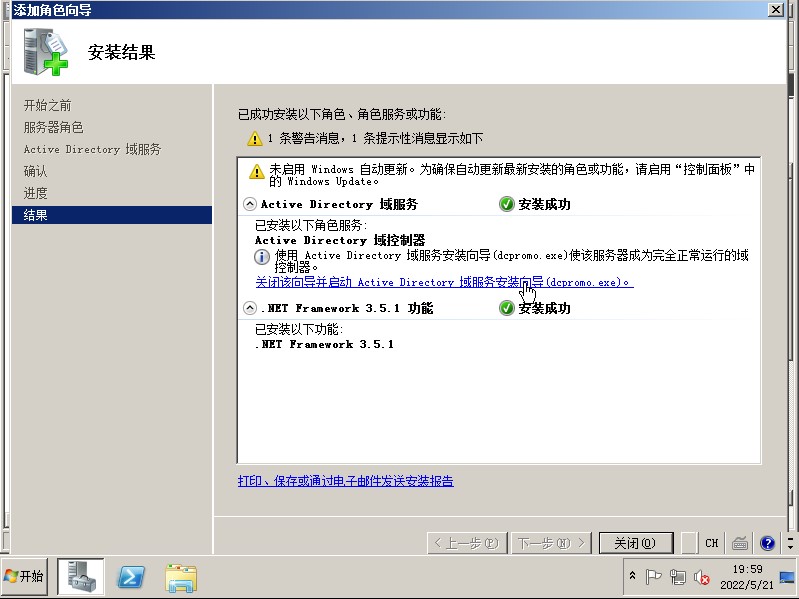 添加角色向导
安装结果
开始之前
服务器角色
Active Directory 域服务
确认
进度
结果
已成功安装以下角色、角色服务或功能:
1 条警告消息，1 条提示性消息显示如下
未启用 Windows 自动更新。为确保自动更新最新安装的角色或功能，请启用“控制面板”中
的 Windows Update。
Active Directory 域服务 安装成功
已安装以下角色服务:
Active Directory 域控制器
使用 Active Directory 域服务安装向导(dcpromo.exe)使该服务器成为完全正常运行的域
控制器。
关闭该向导并启动 Active Directory 域服务安装向导(dcpromo.exe)。
.NET Framework 3.5.1 功能 安装成功
已安装以下功能:
.NET Framework 3.5.1
打印、保存或通过电子邮件发送安装报告
< 上一步(P) 下一步(N) > 关闭(O) CH
开始 19:59
2022/5/21